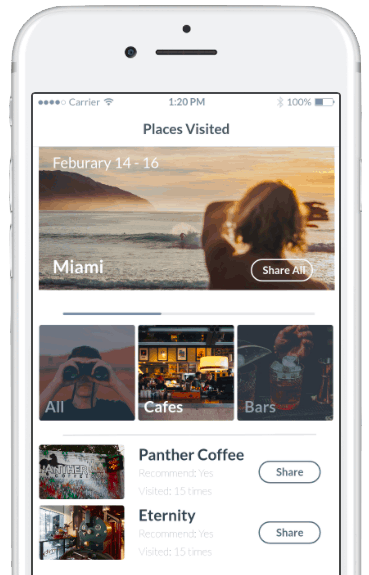 Carrier
1:20 PM
100%
Places Visited
Feburary 14 - 16
Miami
Share All
All
Cafes
Bars
Panther Coffee
Recommend: Yes
Visited: 15 times
Share
Eternity
Recommend: Yes
Visited: 15 times
Share